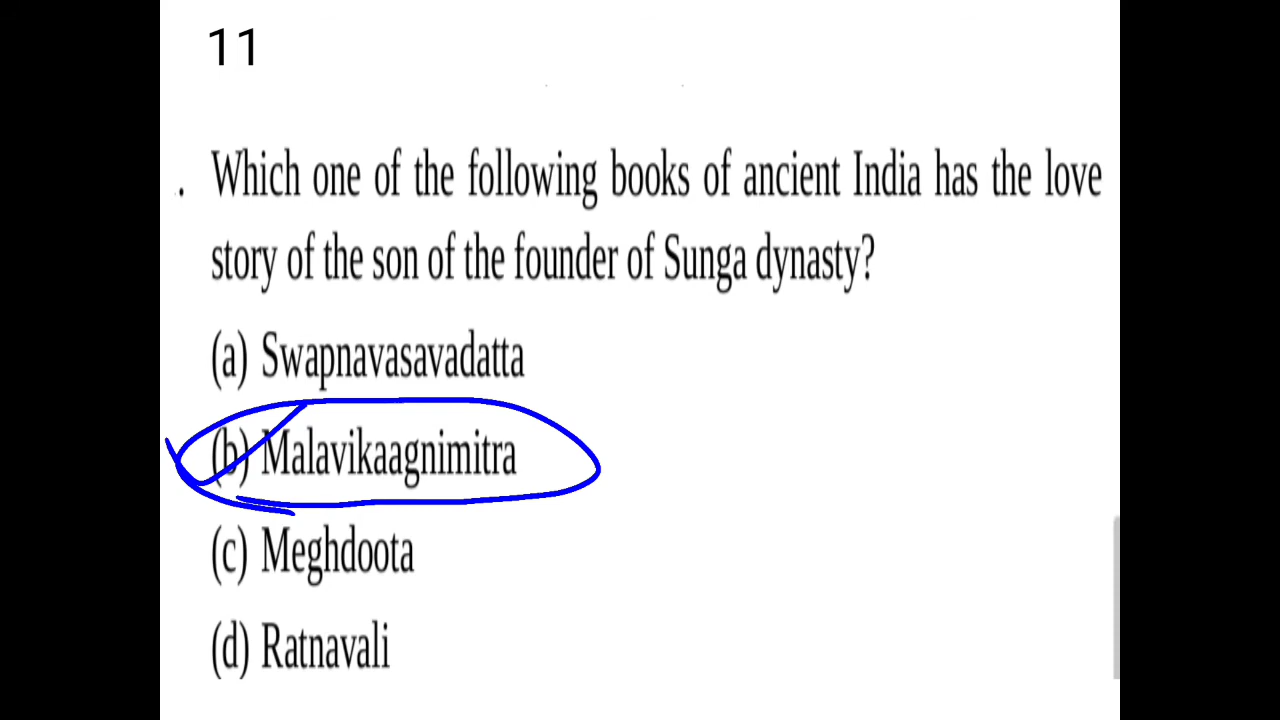 11
. Which one of the following books of ancient India has the love
story of the son of the founder of Sunga dynasty?
(a) Swapnavasavadatta
(b) Malavikaagnimitra
(c) Meghdoota
(d) Ratnavali